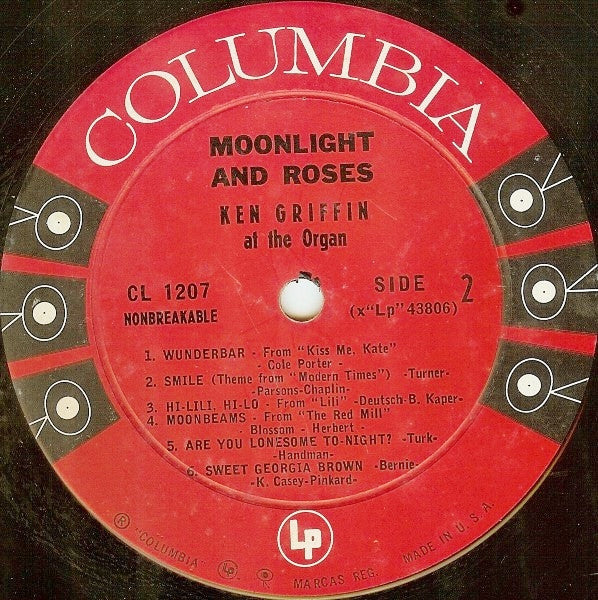 COLUMBIA
MOONLIGHT
AND ROSES
KEN GRIFFIN
at the Organ
CL 1207
NONBREAKABLE
SIDE 2
(x"Lp" 43806)
1. WUNDERBAR - From "Kiss Me, Kate"
- Cole Porter -
2. SMILE (Theme from "Modern Times") -Turner-
-Parsons-Chaplin-
3. HI-LILI, HI-LO - From "Lili" -Deutsch-B. Kaper-
4. MOONBEAMS - From "The Red Mill"
- Blossom - Herbert -
5. ARE YOU LONESOME TO-NIGHT? -Turk-
-Handman-
6. SWEET GEORGIA BROWN -Bernie-
-K. Casey-Pinkard-
Lp
® "COLUMBIA" ® MARCAS REG. MADE IN U.S.A.